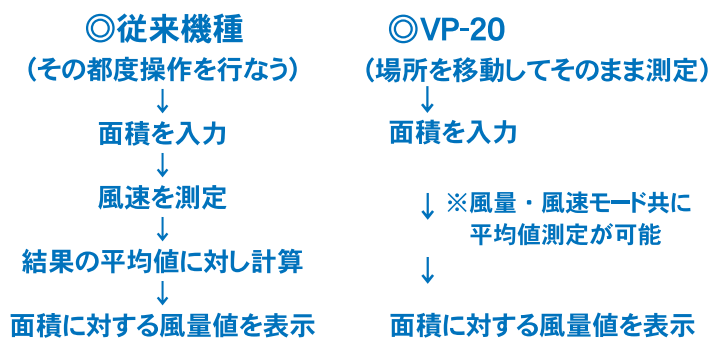 ◎従来機種
（その都度操作を行なう）
↓
面積を入力
↓
風速を測定
↓
結果の平均値に対し計算
↓
面積に対する風量値を表示
◎VP-20
（場所を移動してそのまま測定）
↓
面積を入力
↓ ※風量・風速モード共に
平均値測定が可能
↓
面積に対する風量値を表示